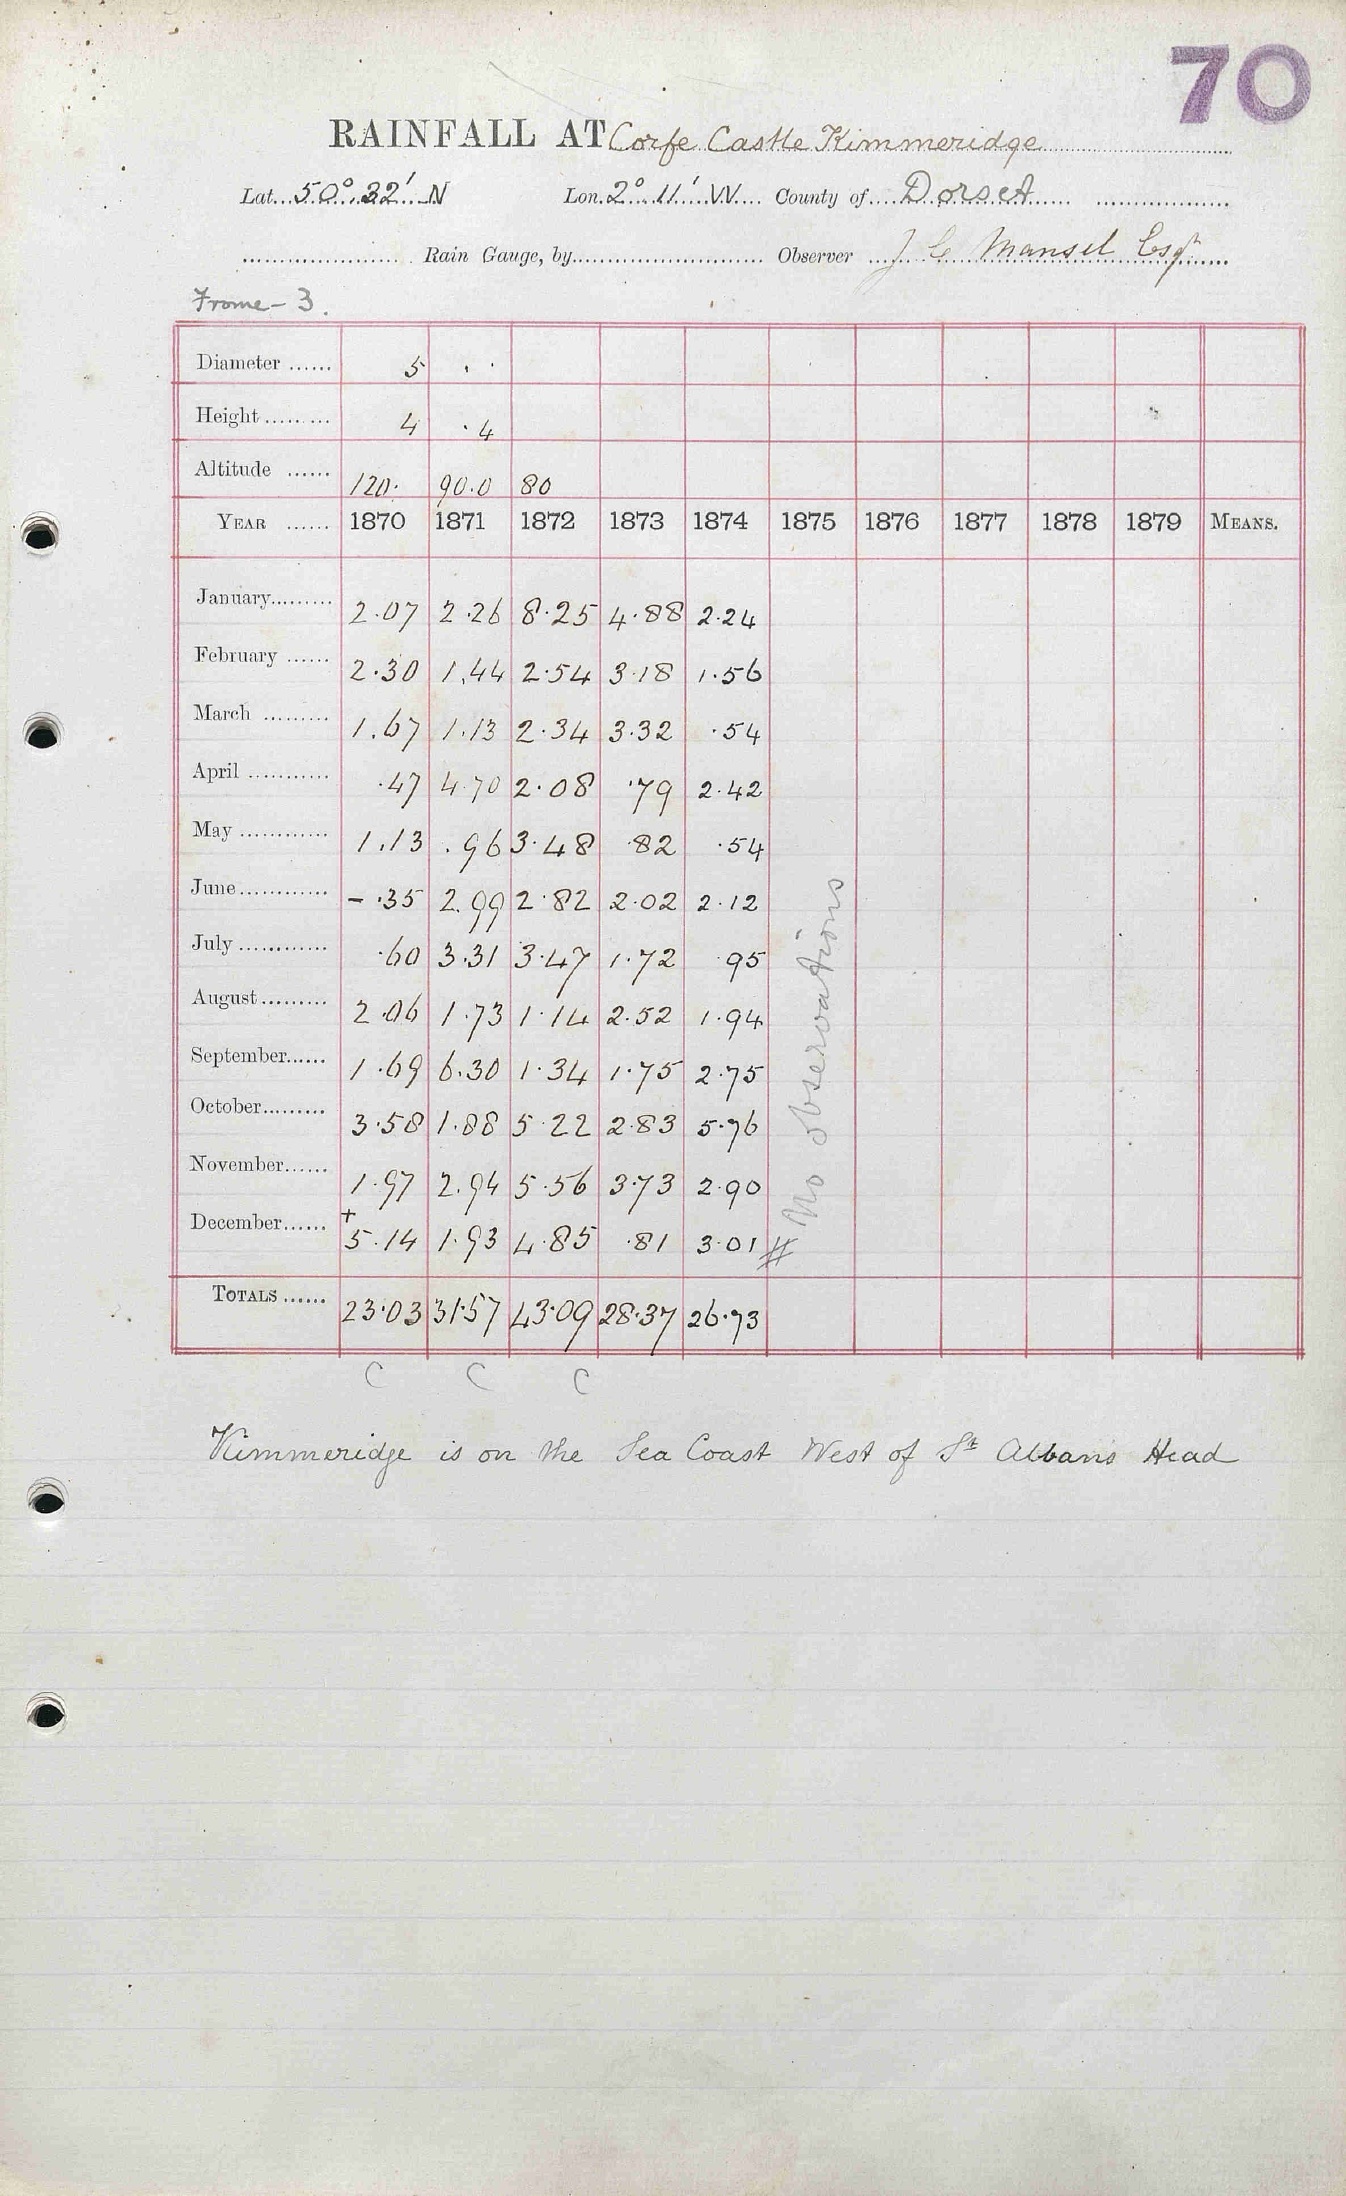 70
RAINFALL AT Corfe Castle Kimmeridge
Lat. 50° 32' N Lon. 2° 11' W County of Dorset
Rain Gauge, by Observer J C Mansel Esqr
Frome - 3.
Diameter 5 . .
Height 4 . 4
Altitude 120. 90.0 80
YEAR 1870 1871 1872 1873 1874 1875 1876 1877 1878 1879 MEANS.
January 2.07 2.26 8.25 4.88 2.24
February 2.30 1.44 2.54 3.18 1.56
March 1.67 1.13 2.34 3.32 .54
April .47 4.70 2.08 .79 2.42
May 1.13 .96 3.48 .82 .54
June - .35 2.99 2.82 2.02 2.12
July .60 3.31 3.47 1.72 .95
August 2.06 1.73 1.14 2.52 1.94
September 1.69 6.30 1.34 1.75 2.75
October 3.58 1.88 5.22 2.83 5.76
November 1.97 2.94 5.56 3.73 2.90
December + 5.14 1.93 4.85 .81 3.01 #
No observations
TOTALS 23.03 31.57 43.09 28.37 26.73
C C C
Kimmeridge is on the Sea Coast West of St Albans Head